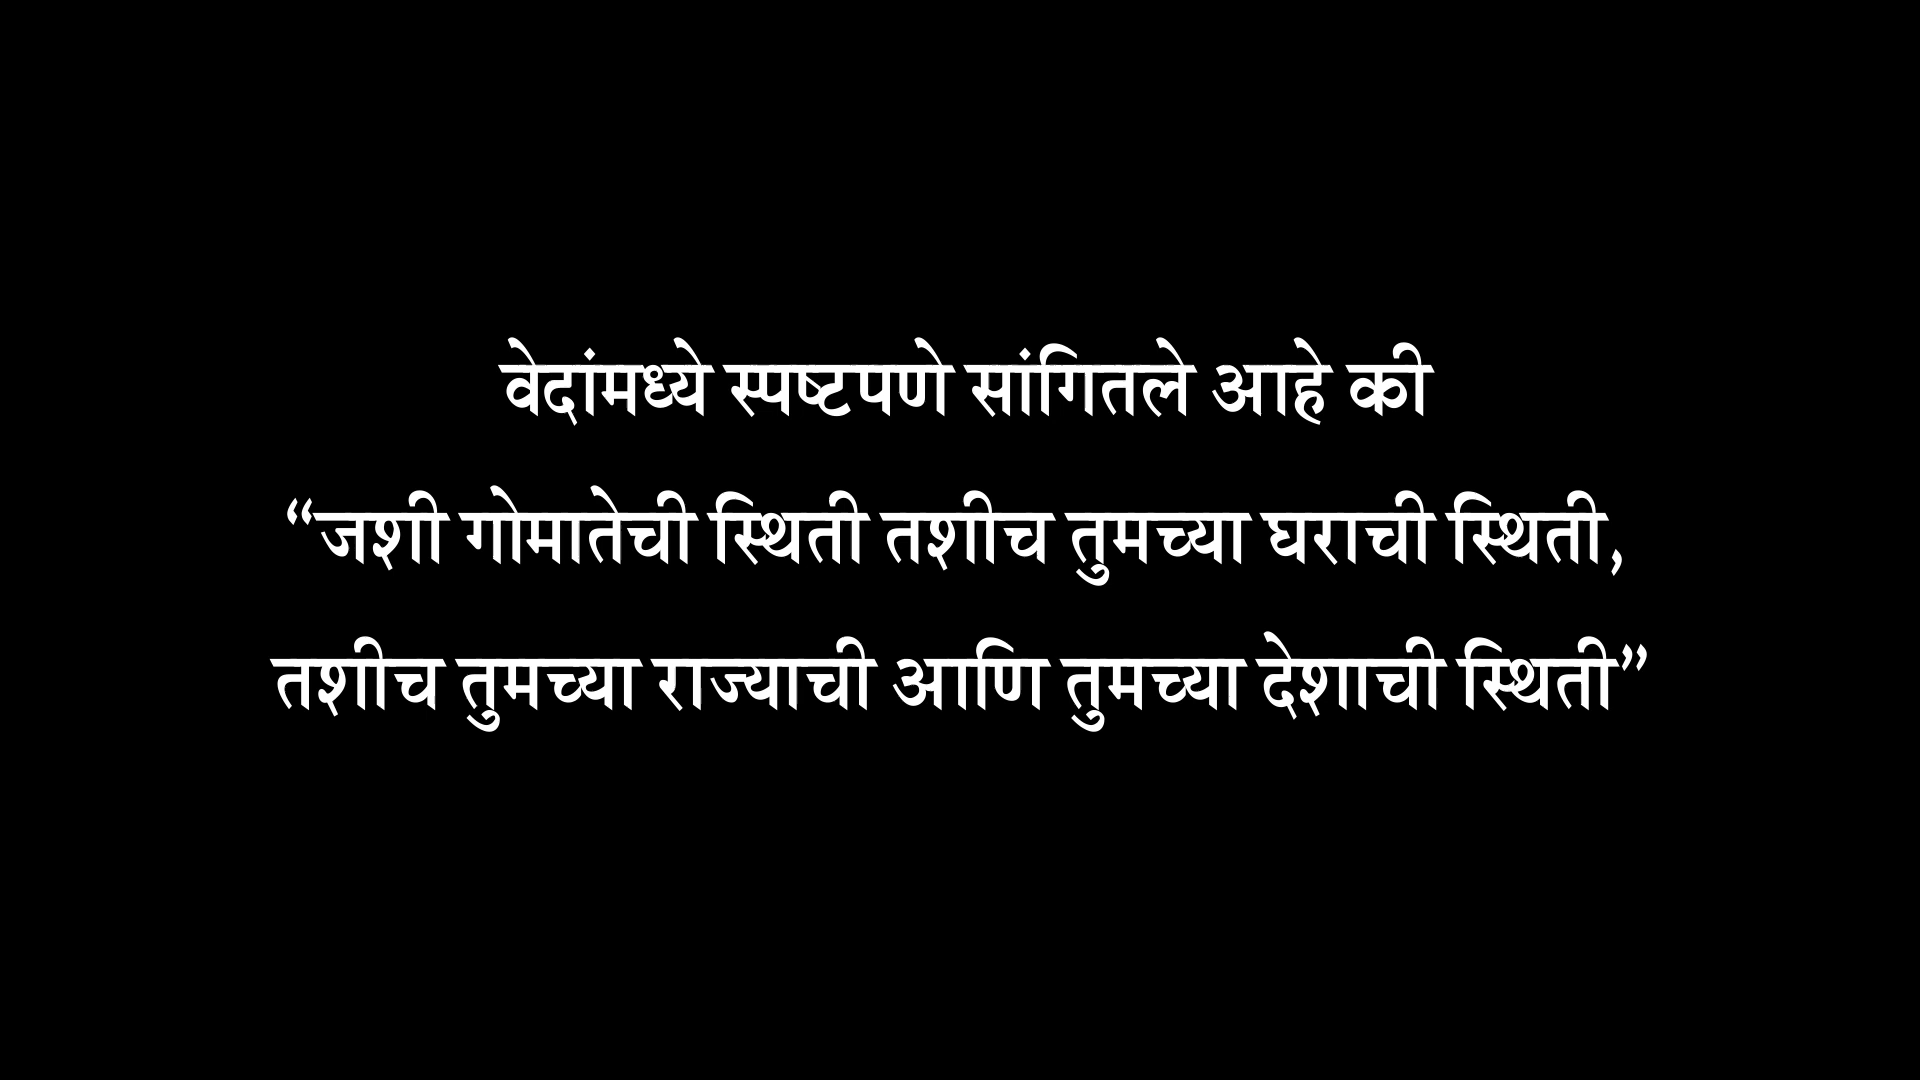 वेदांमध्ये स्पष्टपणे सांगितले आहे की
“जशी गोमातेची स्थिती तशीच तुमच्या घराची स्थिती,
तशीच तुमच्या राज्याची आणि तुमच्या देशाची स्थिती”